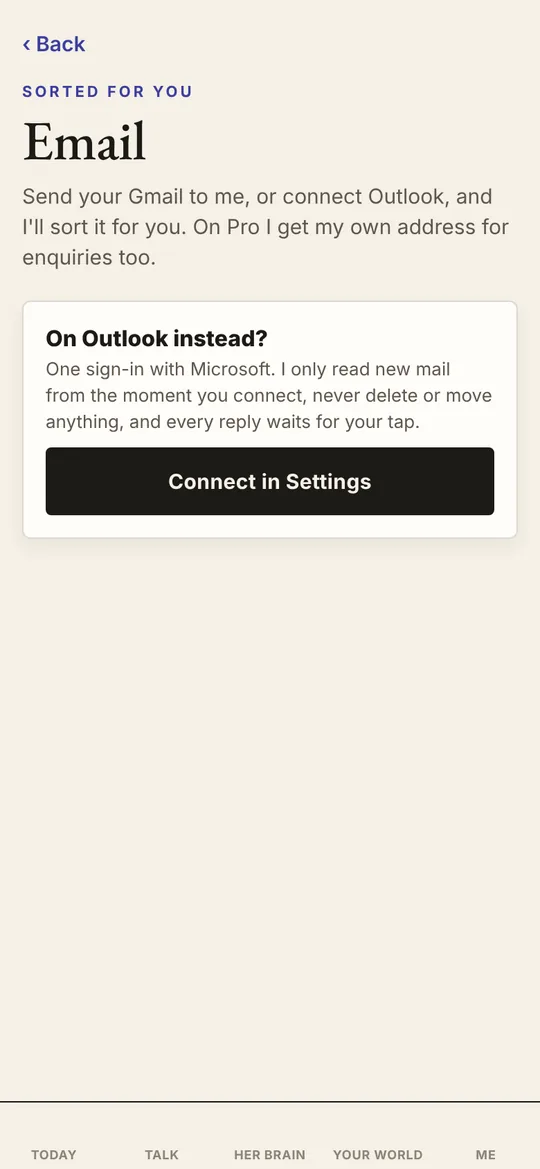 ‹ Back
SORTED FOR YOU
Email
Send your Gmail to me, or connect Outlook, and
I'll sort it for you. On Pro I get my own address for
enquiries too.
On Outlook instead?
One sign-in with Microsoft. I only read new mail
from the moment you connect, never delete or move
anything, and every reply waits for your tap.
Connect in Settings
TODAY TALK HER BRAIN YOUR WORLD ME